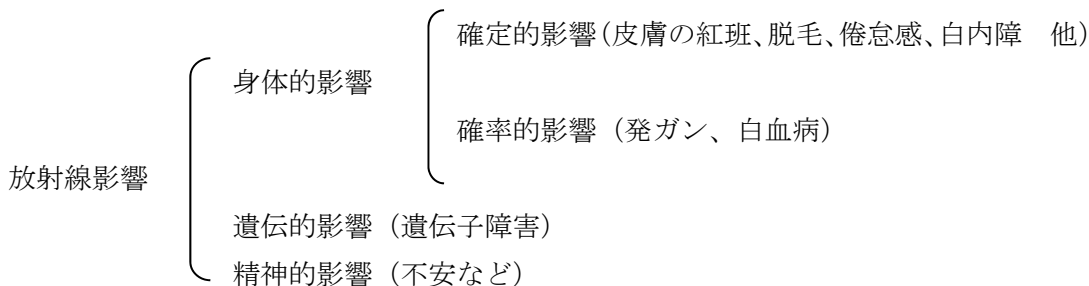 確定的影響(皮膚の紅班、脱毛、倦怠感、白内障　他)
身体的影響
確率的影響（発ガン、白血病）
放射線影響
遺伝的影響（遺伝子障害）
精神的影響（不安など）